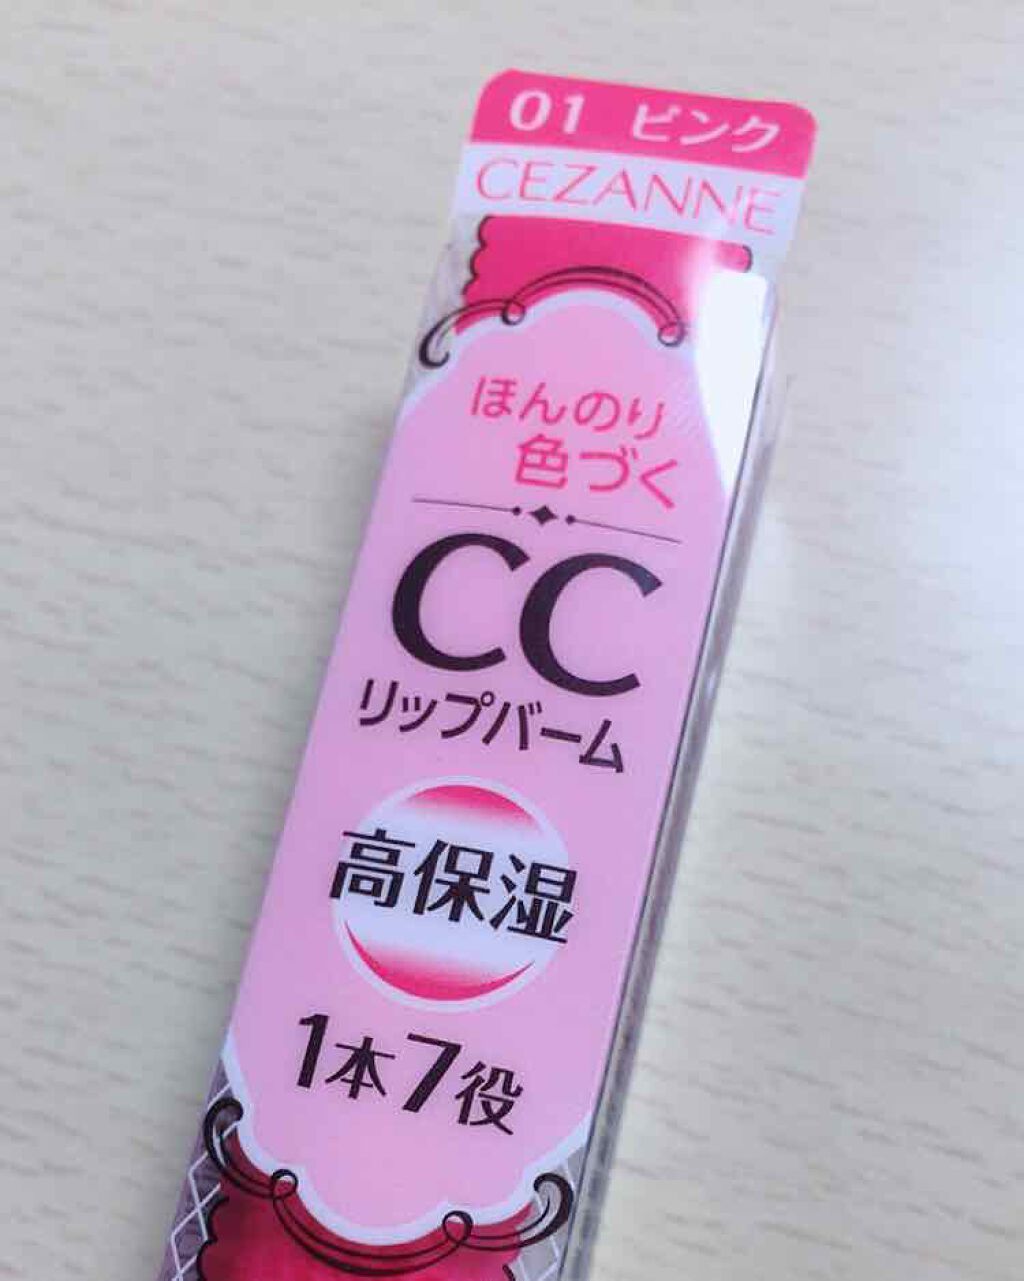 01 ピンク
CEZANNE
ほんのり
色づく
CC
リップバーム
高保湿
1本7役